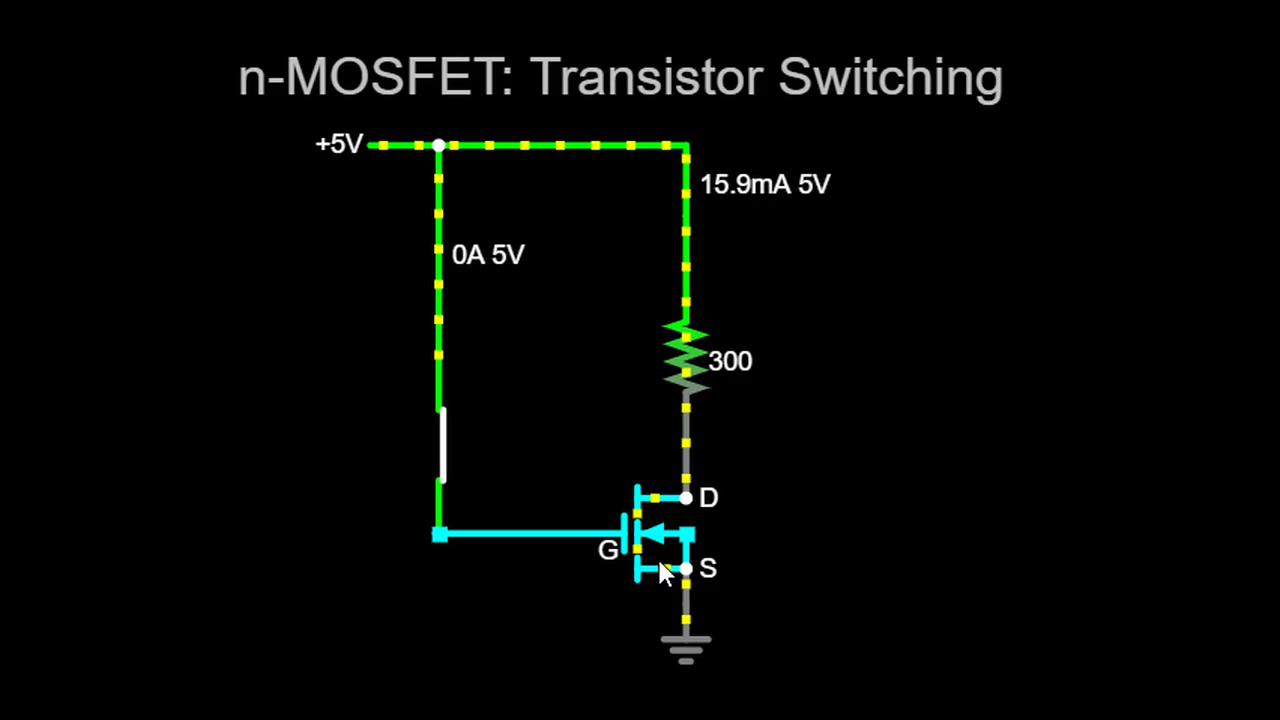 n-MOSFET: Transistor Switching
+5V
15.9mA 5V
0A 5V
300
D
G
S